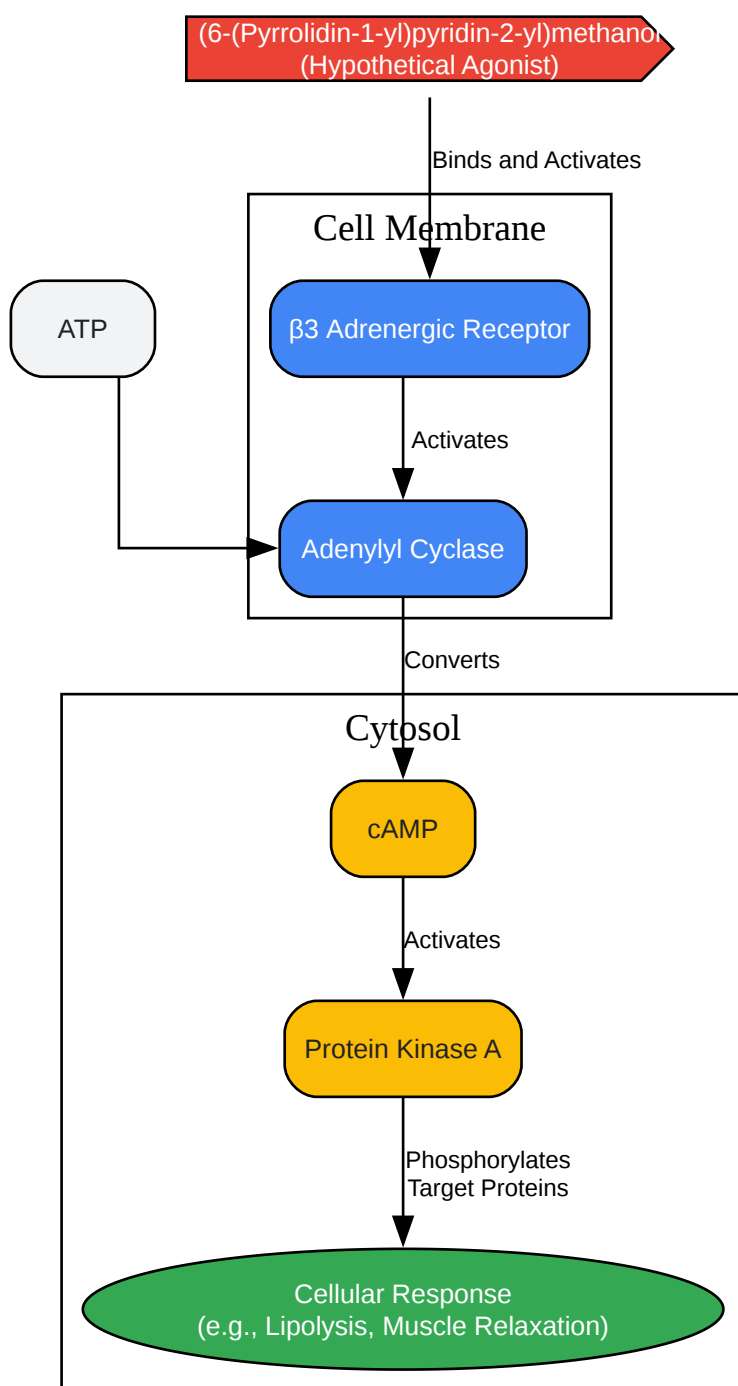 (6-(Pyrrolidin-1-yl)pyridin-2-yl)methanol
(Hypothetical Agonist)
Binds and Activates
Cell Membrane
ATP
β3 Adrenergic Receptor
Activates
Adenylyl Cyclase
Converts
Cytosol
cAMP
Activates
Protein Kinase A
Phosphorylates
Target Proteins
Cellular Response
(e.g., Lipolysis, Muscle Relaxation)